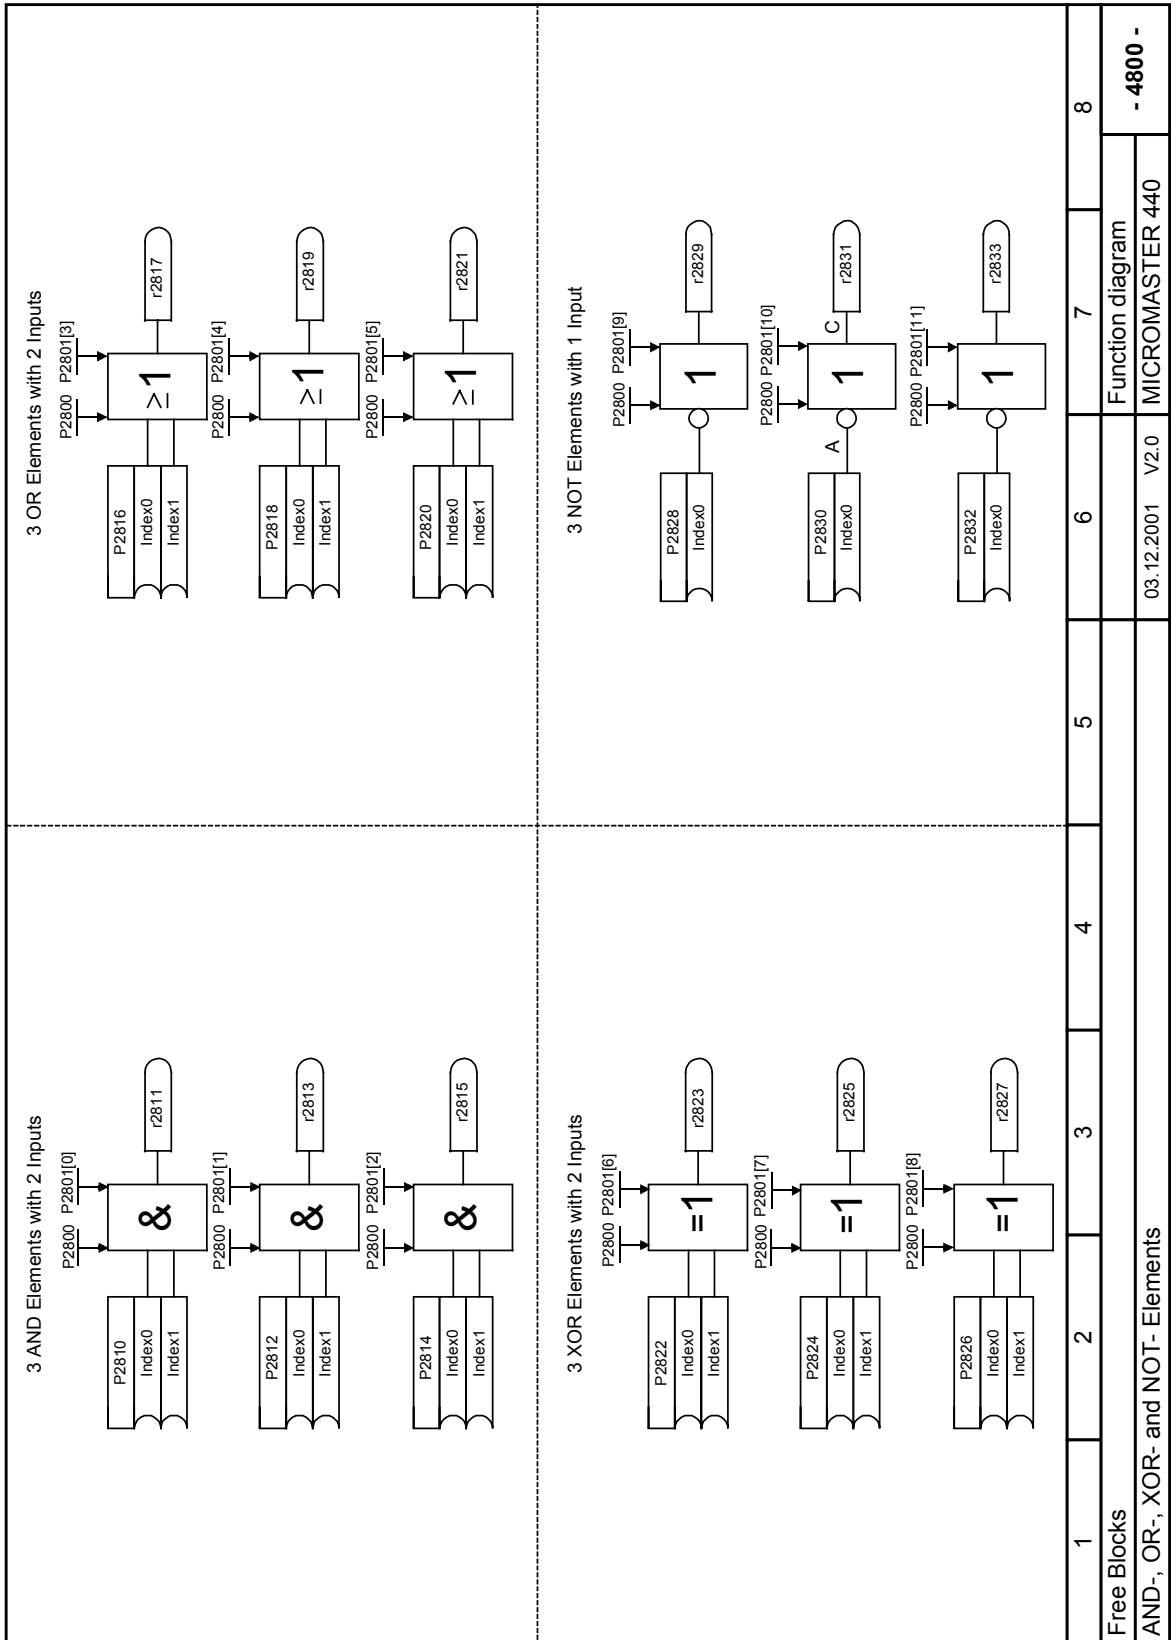 3 AND Elements with 2 Inputs
P2800 P2801[0]
P2810
Index0
Index1
&
r2811
P2800 P2801[1]
P2812
Index0
Index1
&
r2813
P2800 P2801[2]
P2814
Index0
Index1
&
r2815
3 OR Elements with 2 Inputs
P2800 P2801[3]
P2816
Index0
Index1
≥1
r2817
P2800 P2801[4]
P2818
Index0
Index1
≥1
r2819
P2800 P2801[5]
P2820
Index0
Index1
≥1
r2821
3 XOR Elements with 2 Inputs
P2800 P2801[6]
P2822
Index0
Index1
=1
r2823
P2800 P2801[7]
P2824
Index0
Index1
=1
r2825
P2800 P2801[8]
P2826
Index0
Index1
=1
r2827
3 NOT Elements with 1 Input
P2800 P2801[9]
P2828
Index0
1
r2829
P2800 P2801[10]
P2830
Index0
A
1
C
r2831
P2800 P2801[11]
P2832
Index0
1
r2833
1 2 3 4 5 6 7 8
Free Blocks
Function diagram
- 4800 -
AND-, OR-, XOR- and NOT- Elements
03.12.2001 V2.0
MICROMASTER 440